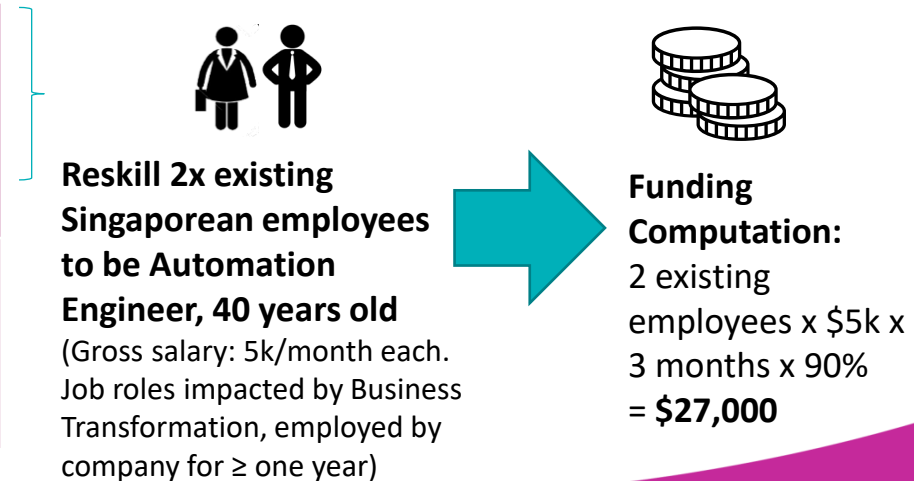 Reskill 2x existing
Singaporean employees
to be Automation
Engineer, 40 years old
(Gross salary: 5k/month each.
Job roles impacted by Business
Transformation, employed by
company for ≥ one year)
Funding
Computation:
2 existing
employees x $5k x
3 months x 90%
= $27,000